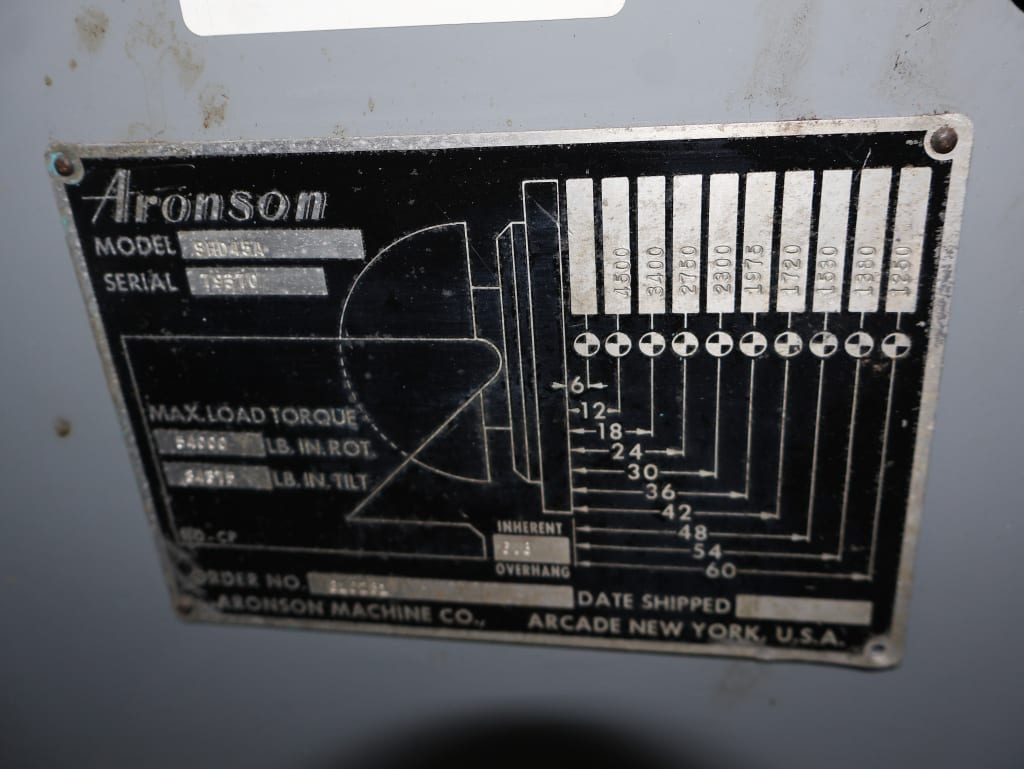 Aronson
MODEL
SERIAL
4500
3400
2750
2300
1975
1720
1530
1380
1250
6
12
18
24
30
36
42
48
54
60
MAX. LOAD TORQUE
54000 LB. IN. ROT.
LB. IN. TILT
INHERENT
OVERHANG
ORDER NO.
DATE SHIPPED
ARONSON MACHINE CO., ARCADE NEW YORK, U.S.A.